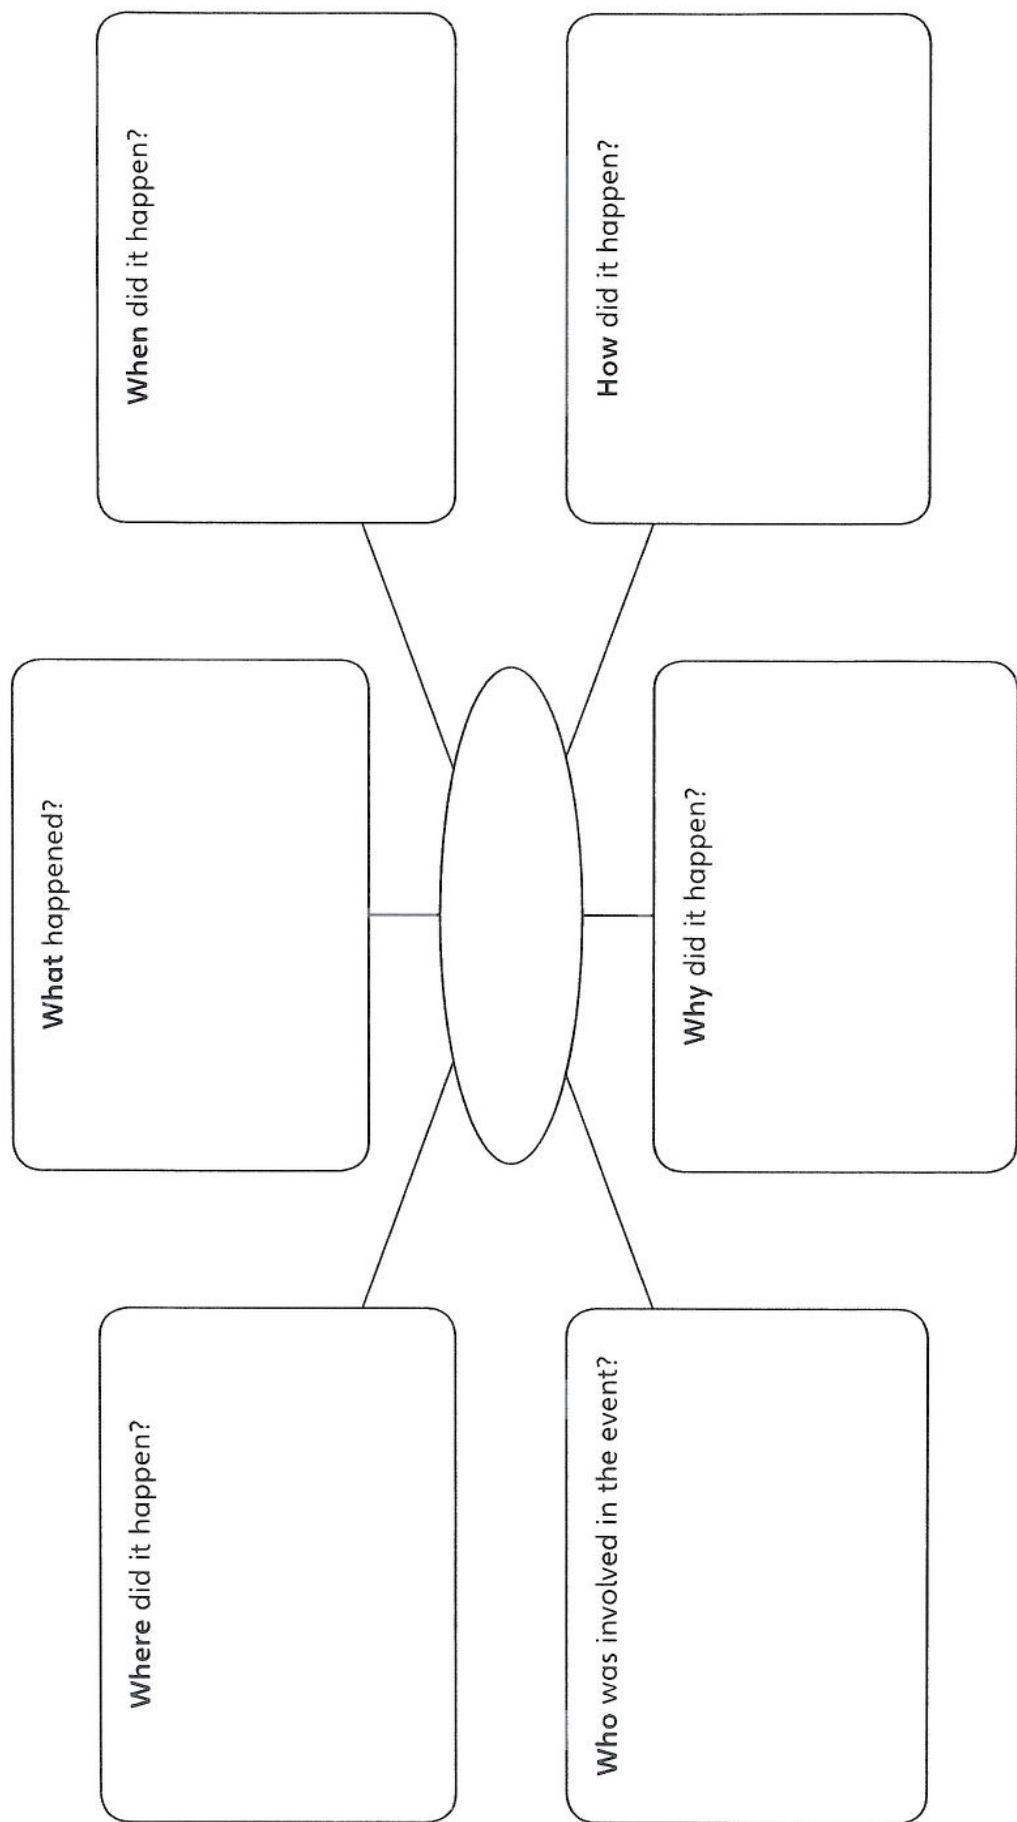 Where did it happen?
What happened?
When did it happen?
Who was involved in the event?
Why did it happen?
How did it happen?